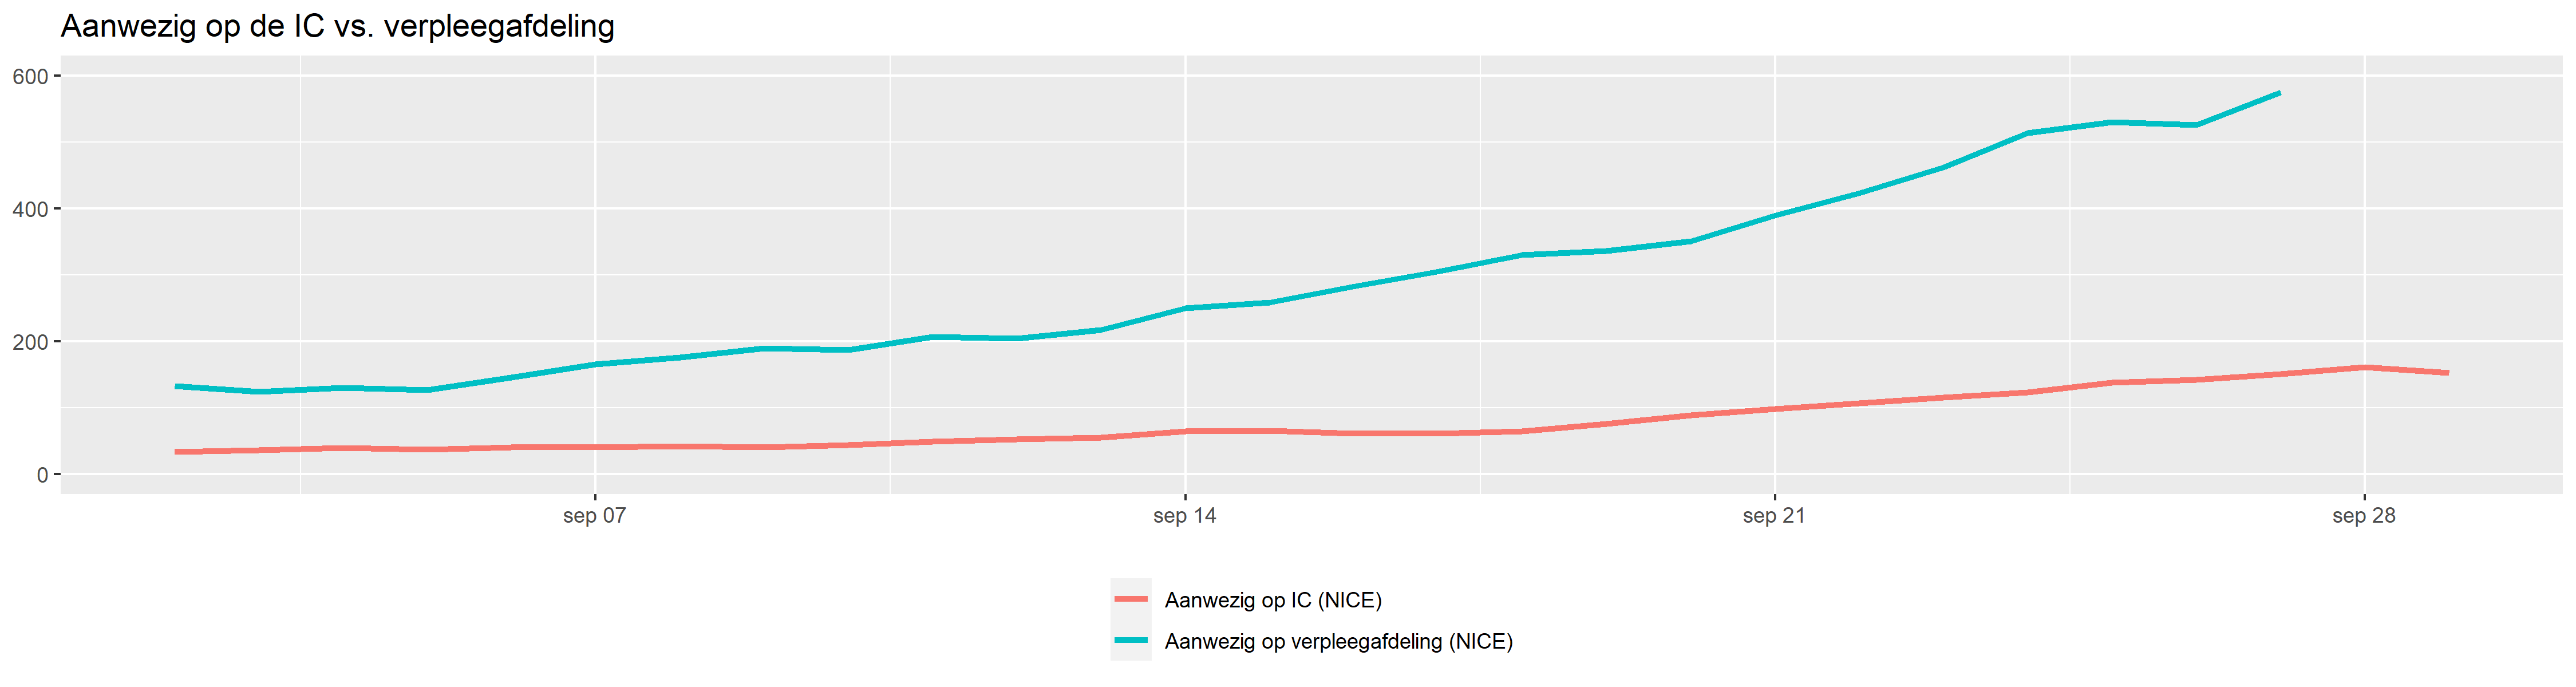 Aanwezig op de IC vs. verpleegafdeling
600
400
200
0
sep 07 sep 14 sep 21 sep 28
Aanwezig op IC (NICE)
Aanwezig op verpleegafdeling (NICE)